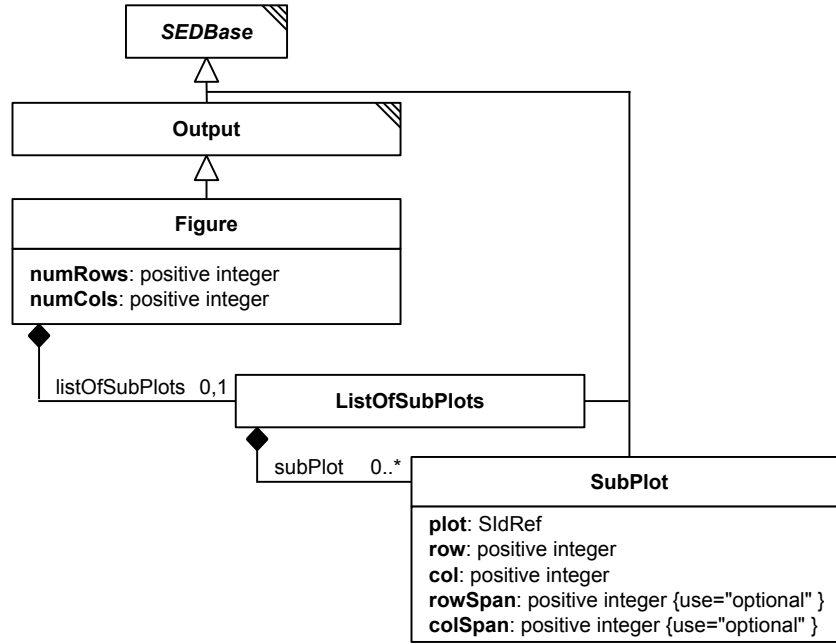 SEDBase
Output
Figure
numRows: positive integer
numCols: positive integer
listOfSubPlots 0,1
ListOfSubPlots
subPlot 0..*
SubPlot
plot: SIdRef
row: positive integer
col: positive integer
rowSpan: positive integer {use="optional" }
colSpan: positive integer {use="optional" }